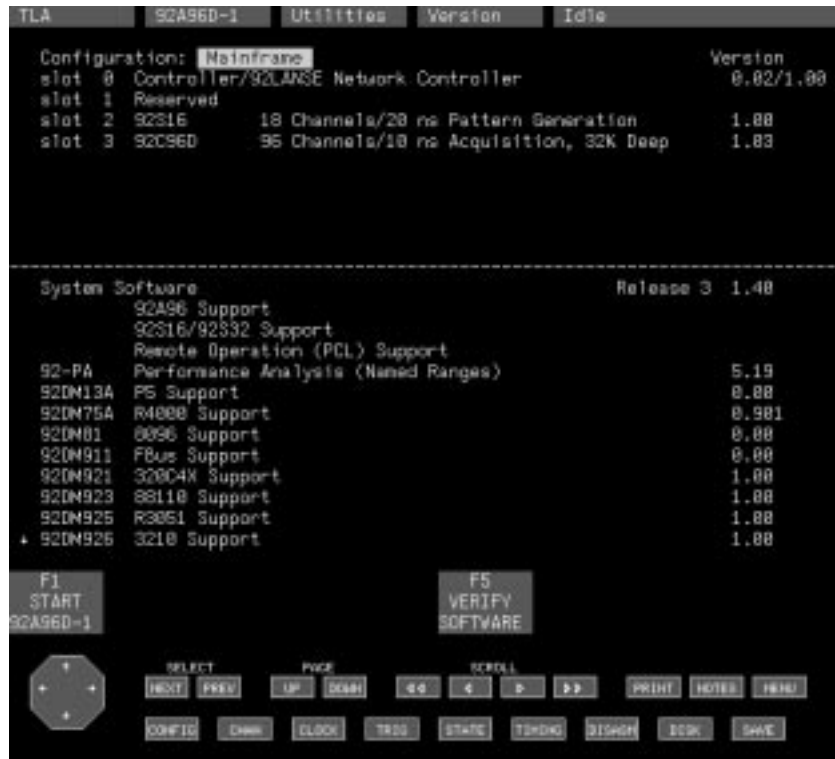 TLA 92A96D-1 Utilities Version Idle
Configuration: Mainframe Version
slot 0 Controller/92LANSE Network Controller 0.02/1.00
slot 1 Reserved
slot 2 92S16 18 Channels/20 ns Pattern Generation 1.00
slot 3 92C96D 96 Channels/10 ns Acquisition, 32K Deep 1.03
System Software Release 3 1.40
92A96 Support
92S16/92S32 Support
Remote Operation (PCL) Support
92-PA Performance Analysis (Named Ranges) 5.19
92DM13A P5 Support 0.00
92DM75A R4000 Support 0.901
92DM81 8096 Support 0.00
92DM911 FBus Support 0.00
92DM921 320C4X Support 1.00
92DM923 88110 Support 1.00
92DM925 R3051 Support 1.00
92DM926 3210 Support 1.00
F1 F5
START VERIFY
92A96D-1 SOFTWARE
SELECT PAGE SCROLL
NEXT PREV UP DOWN PRINT NOTES MENU
CONFIG CHAN CLOCK TRIG STATE TIMING DISASM DISK SAVE